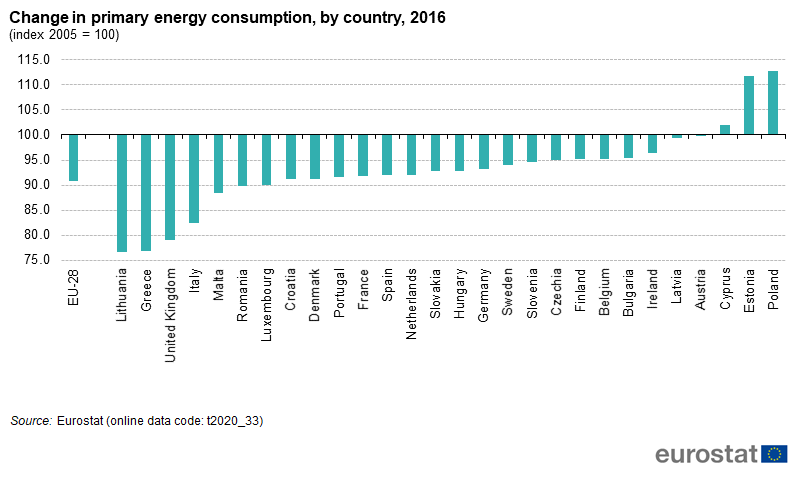 Change in primary energy consumption, by country, 2016
(index 2005 = 100)
115.0
110.0
105.0
100.0
95.0
90.0
85.0
80.0
75.0
EU-28
Lithuania
Greece
United Kingdom
Italy
Malta
Romania
Luxembourg
Croatia
Denmark
Portugal
France
Spain
Netherlands
Slovakia
Hungary
Germany
Sweden
Slovenia
Czechia
Finland
Belgium
Bulgaria
Ireland
Latvia
Austria
Cyprus
Estonia
Poland
Source: Eurostat (online data code: t2020_33)
eurostat